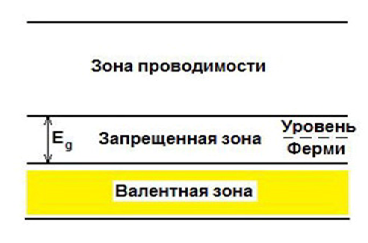 Зона проводимости
Eg Запрещенная зона Уровень
Ферми
Валентная зона